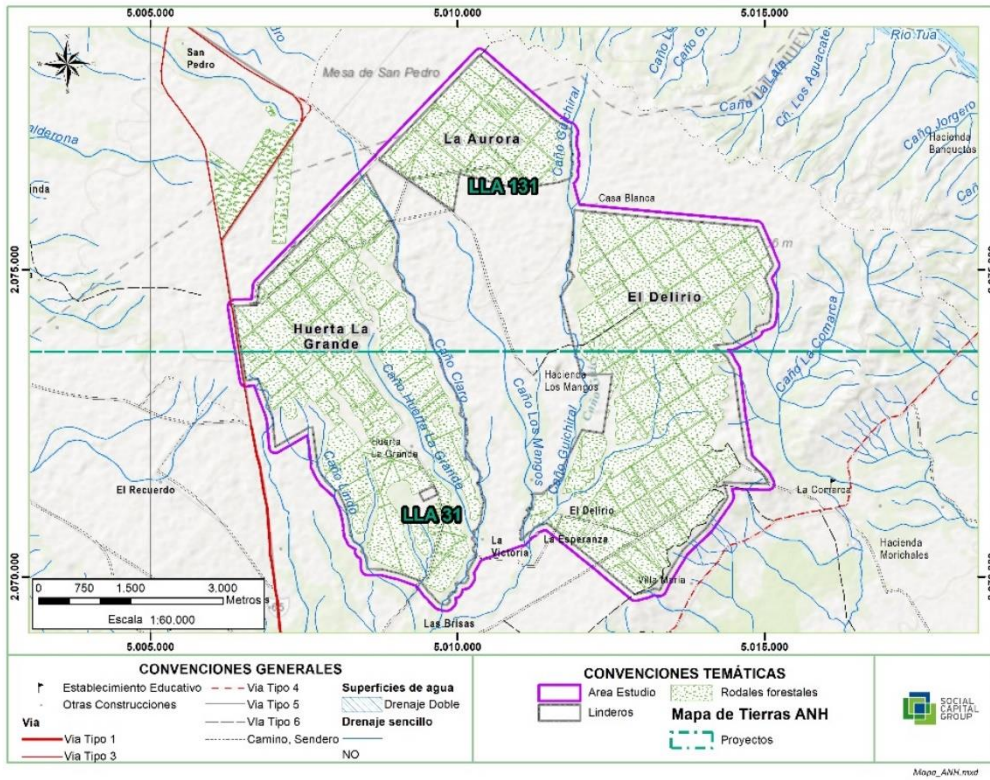 5.005.000
5.010.000
5.015.000
San
Pedro
Mesa de San Pedro
Rio Tua
Caño La Lata
Ch. Los Aguacates
Caño Jorgero
Hacienda
Banquetas
La Aurora
Caño Guichiral
LLA 131
Casa Blanca
2.075.000
El Delirio
Huerta La
Grande
Caño Claro
Caño La Comarca
Hacienda
Los Mangos
Caño Huerta La Grande
Caño Los Mangos
Caño Guichiral
Huerta
La Grande
Caño Lindo
El Recuerdo
La Comarca
LLA 31
El Delirio
La
Victoria
La Esperanza
Hacienda
Morichales
Villa Maria
2.070.000
0 750 1.500 3.000
Metros
Escala 1:60.000
Las Brisas
5.005.000
5.010.000
5.015.000
CONVENCIONES GENERALES
Establecimiento Educativo
Otras Construcciones
Via
Via Tipo 1
Via Tipo 3
Via Tipo 4
Via Tipo 5
VIa Tipo 6
Camino, Sendero
Superficies de agua
Drenaje Doble
Drenaje sencillo
NO
CONVENCIONES TEMÁTICAS
Area Estudio
Linderos
Rodales forestales
Mapa de Tierras ANH
Proyectos
SOCIAL
CAPITAL
GROUP
Mapa_ANH.mxd